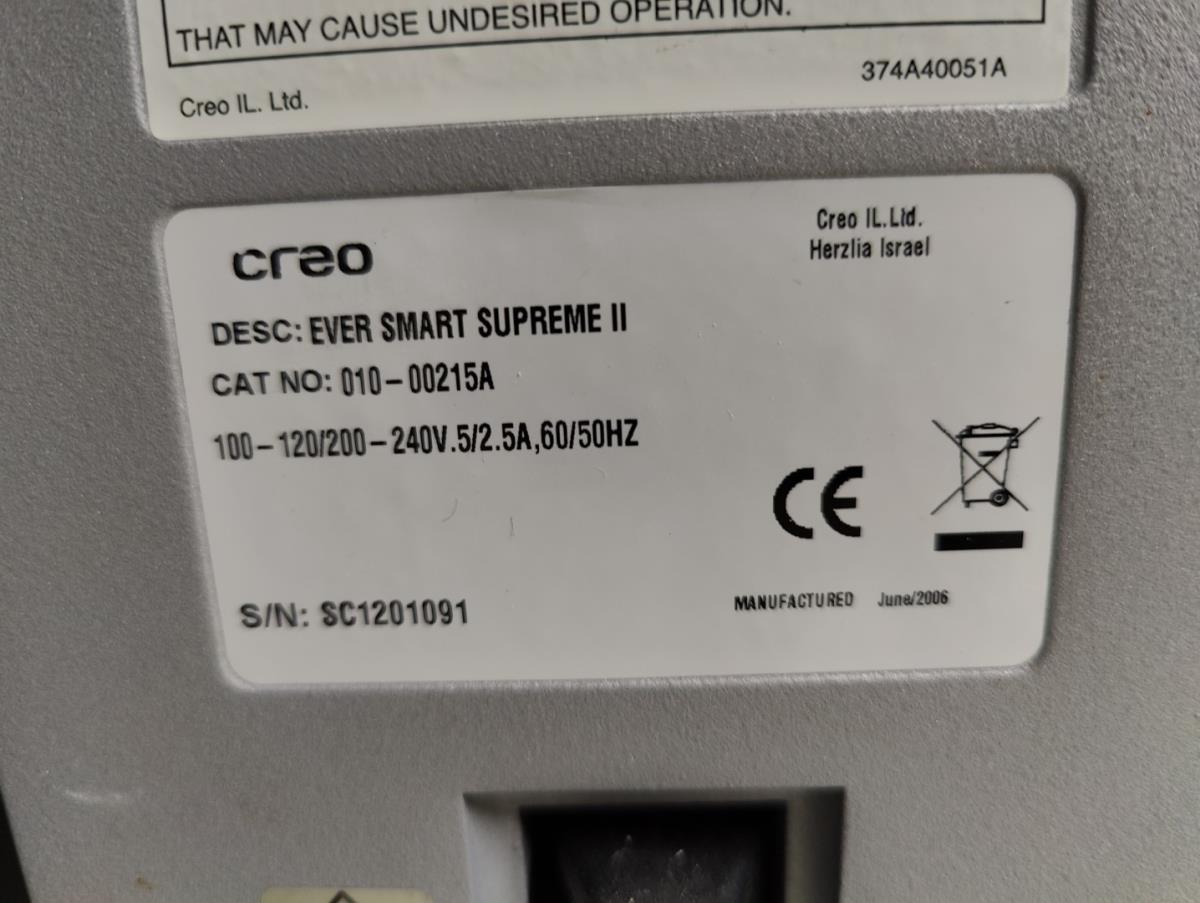 THAT MAY CAUSE UNDESIRED OPERATION.
374A40051A
Creo IL. Ltd.
creo
Creo IL.Ltd.
Herzlia Israel
DESC: EVER SMART SUPREME II
CAT NO: 010-00215A
100-120/200-240V.5/2.5A,60/50HZ
CE
S/N: SC1201091
MANUFACTURED June/2006